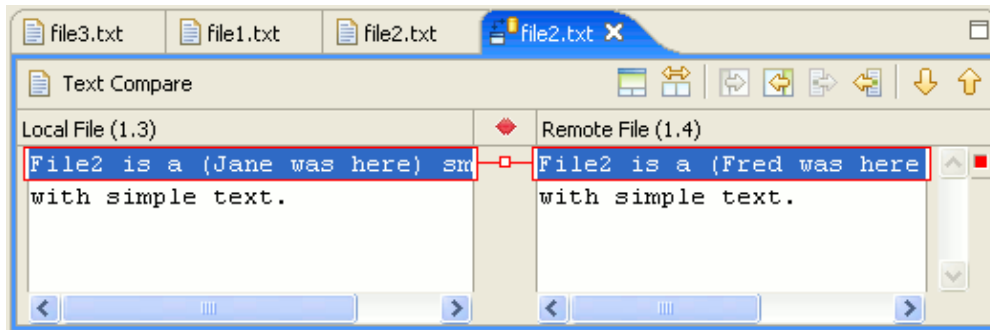 file3.txt file1.txt file2.txt file2.txt
Text Compare
Local File (1.3) Remote File (1.4)
File2 is a (Jane was here) sm File2 is a (Fred was here
with simple text. with simple text.